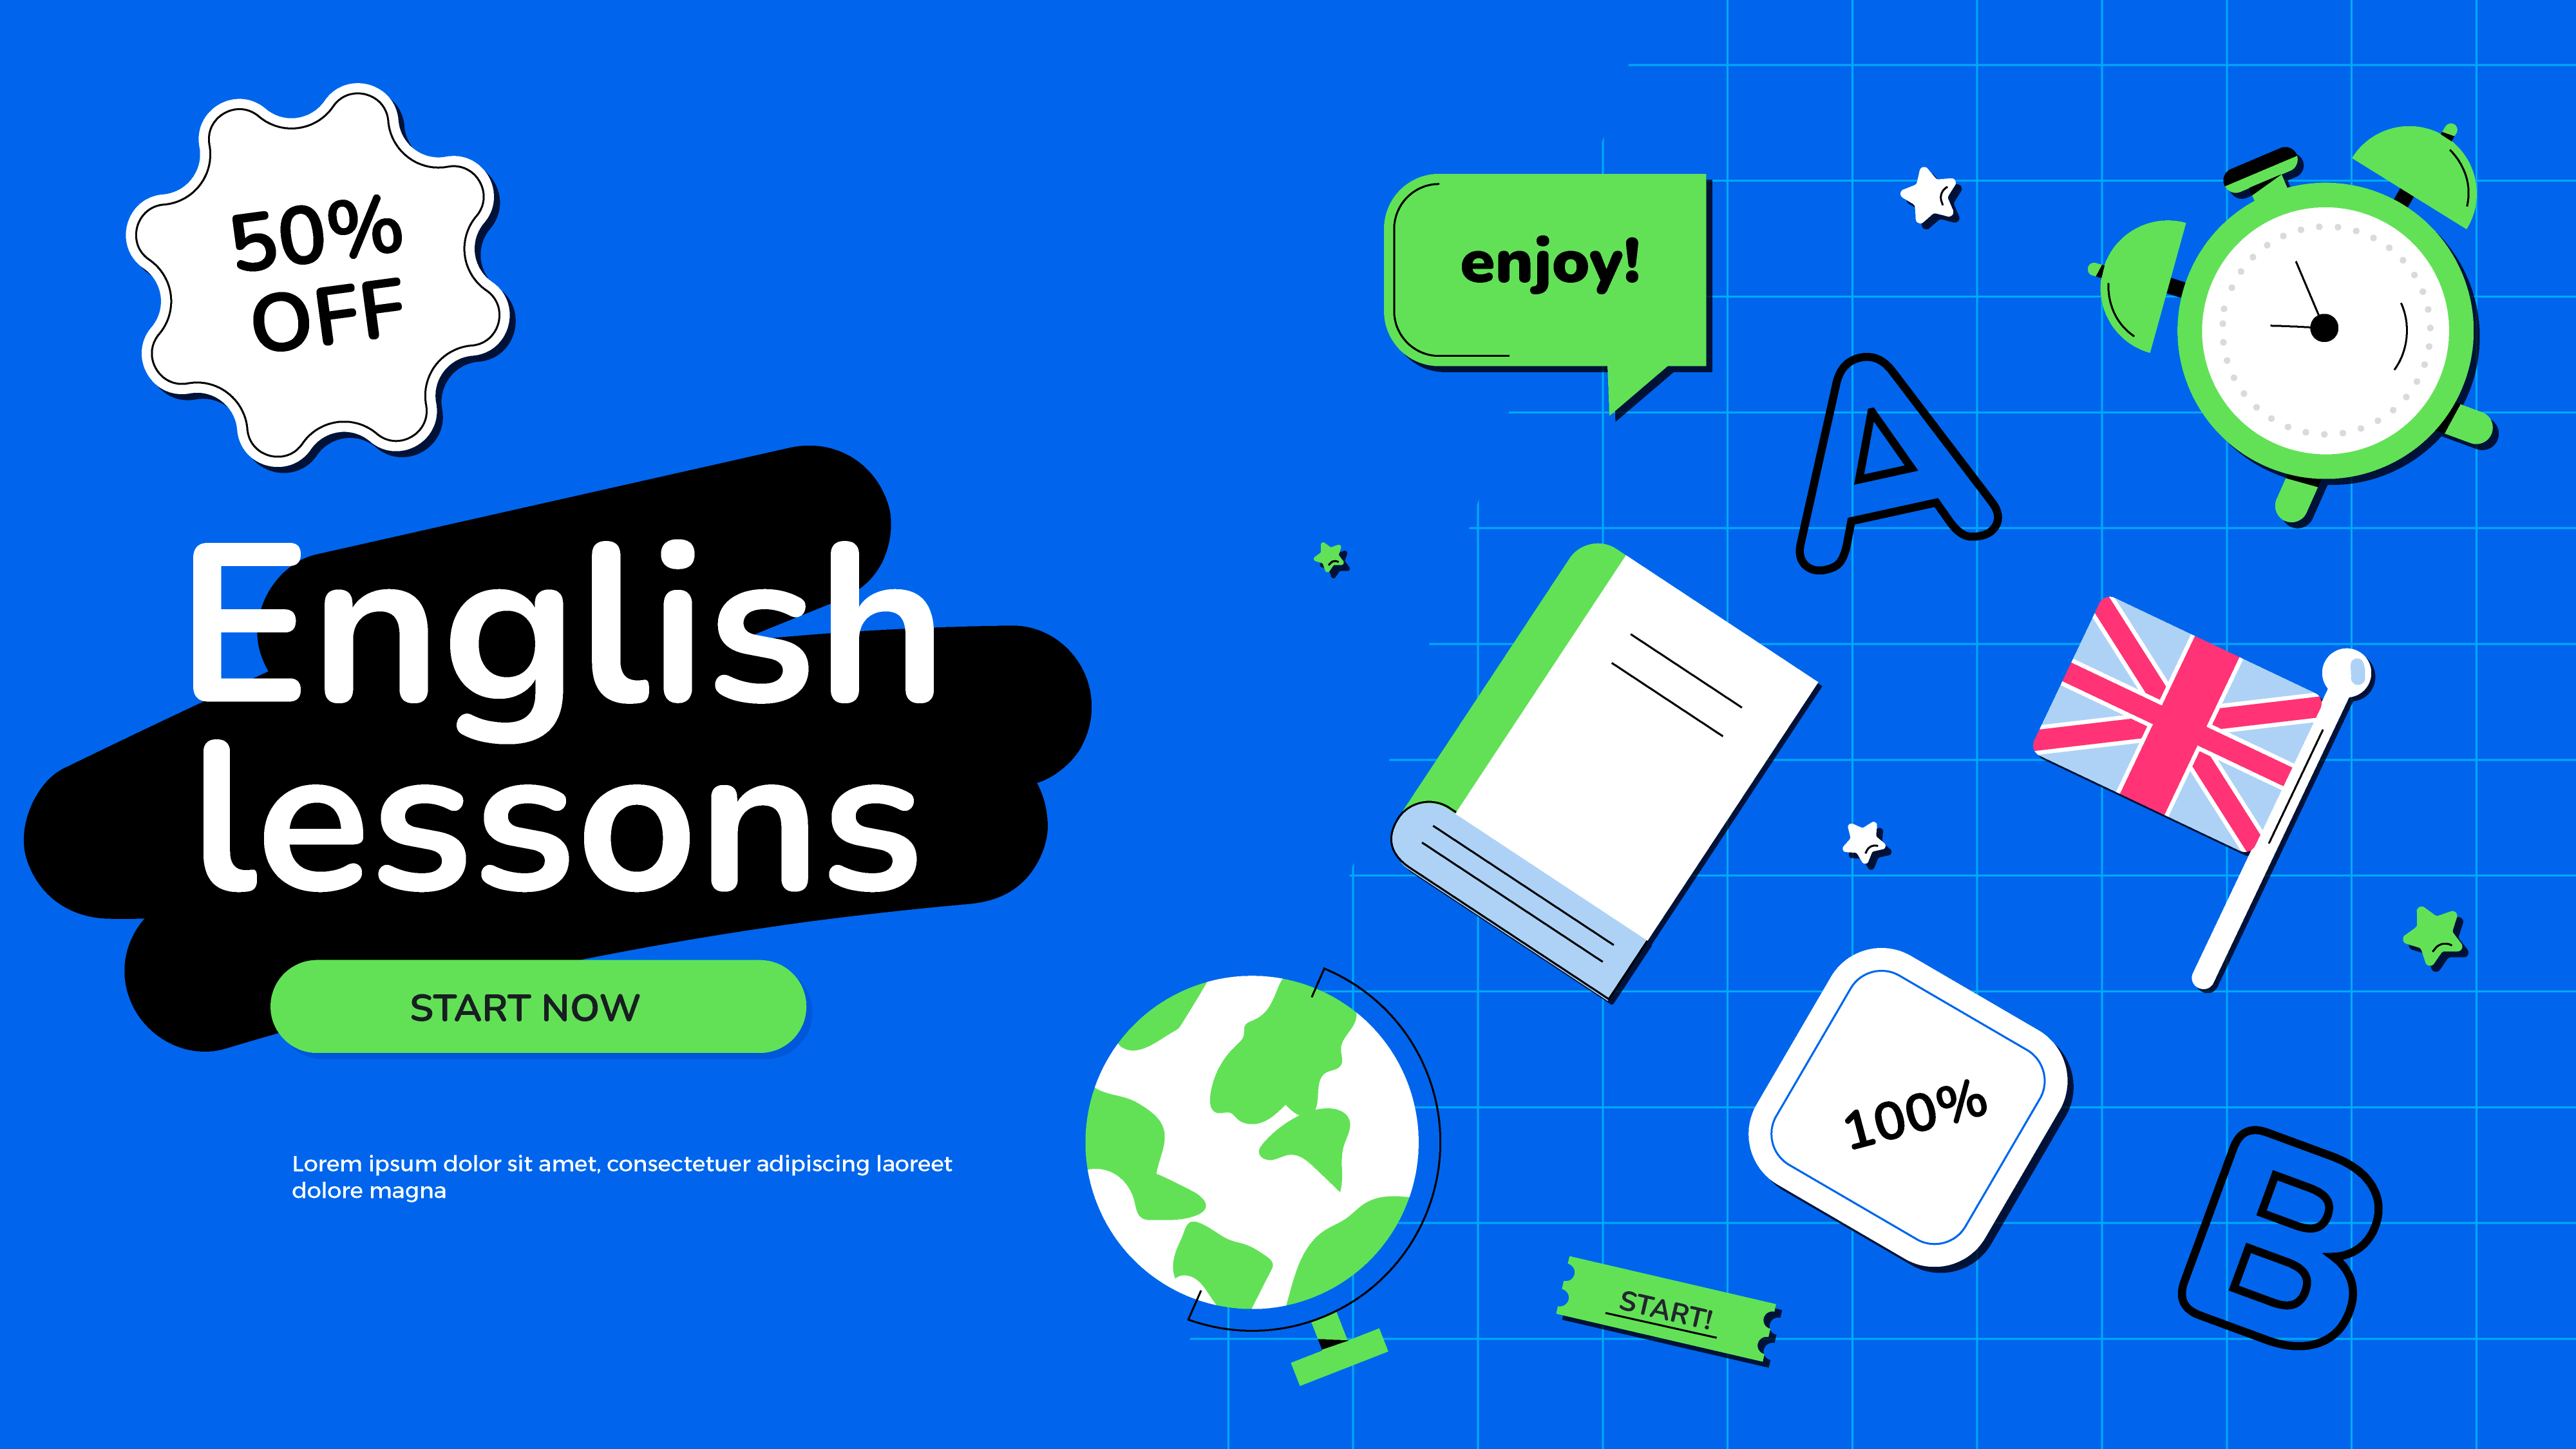 50%
OFF
enjoy!
A
English
lessons
START NOW
100%
Lorem ipsum dolor sit amet, consectetuer adipiscing laoreet
dolore magna
B
START!